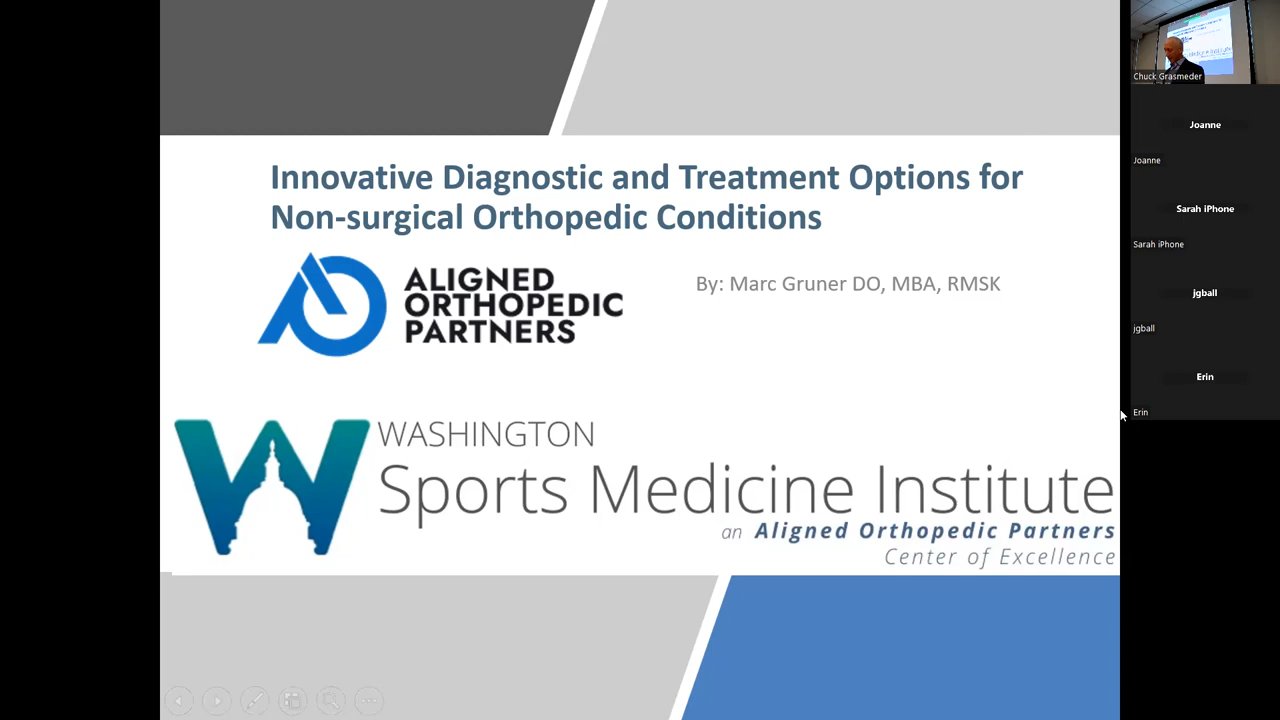 Innovative Diagnostic and Treatment Options for
Non-surgical Orthopedic Conditions
ALIGNED
ORTHOPEDIC
PARTNERS
By: Marc Gruner DO, MBA, RMSK
WASHINGTON
Sports Medicine Institute
an Aligned Orthopedic Partners
Center of Excellence
Chuck Grasmeder
Joanne
Joanne
Sarah iPhone
Sarah iPhone
jgball
jgball
Erin
Erin